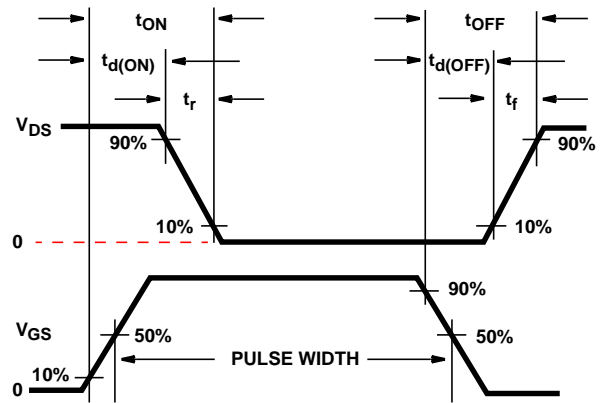 tON tOFF
td(ON) td(OFF)
tr tf
VDS
90% 90%
10% 10%
0
90%
VGS 50% 50%
PULSE WIDTH
10%
0